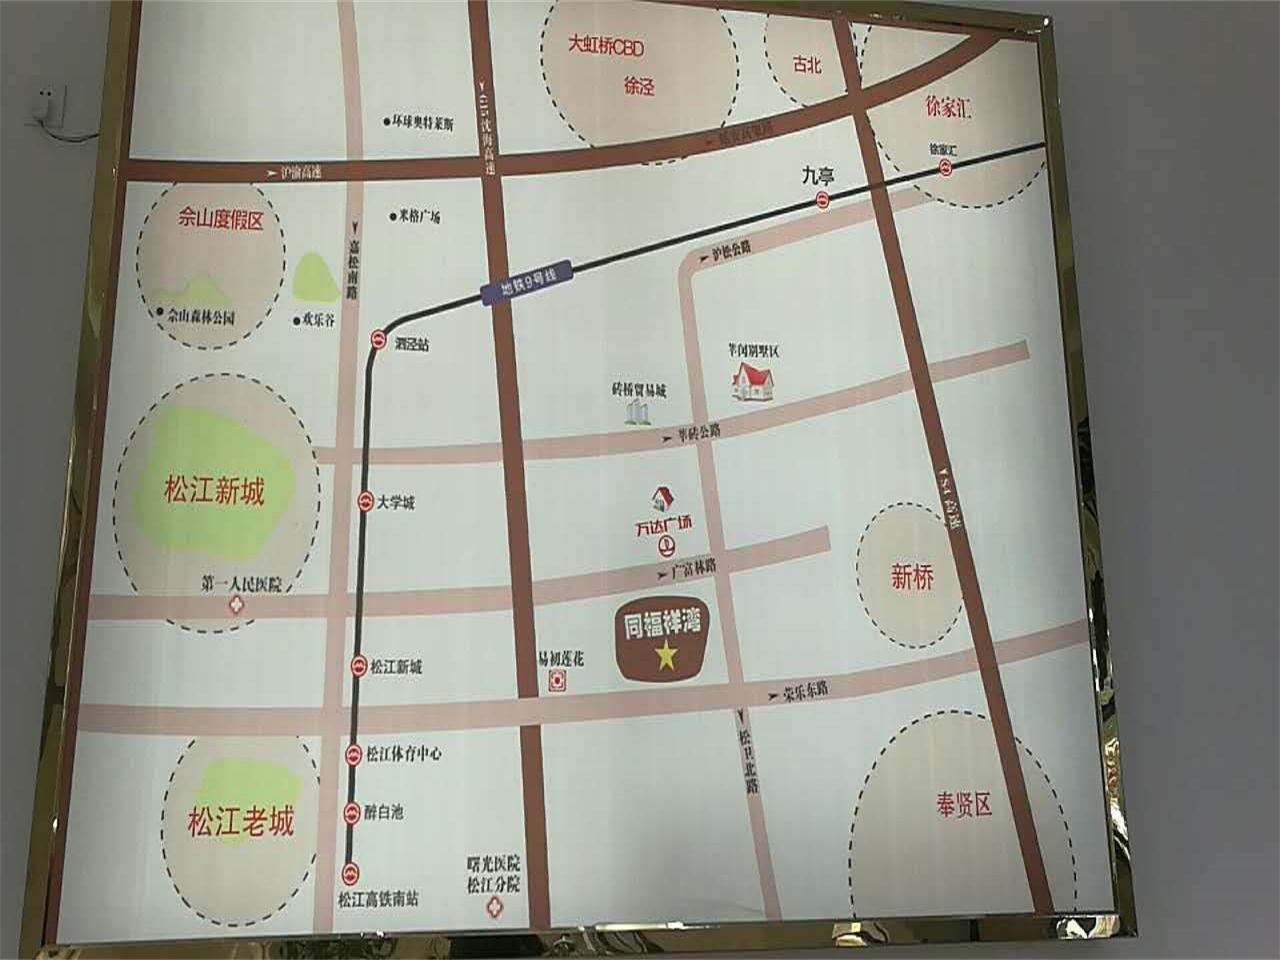 大虹桥CBD
徐泾
古北
徐家汇
环球奥特莱斯
G15沈海高速
沪渝高速
徐家汇
九亭
佘山度假区
米格广场
嘉松南路
沪松公路
地铁9号线
佘山森林公园
欢乐谷
泗泾站
莘闵别墅区
砖桥贸易城
莘砖公路
松江新城
大学城
万达广场
S4高速
广富林路
新桥
第一人民医院
同福祥湾
易初莲花
松江新城
荣乐东路
松卫北路
松江体育中心
奉贤区
松江老城
醉白池
曙光医院
松江分院
松江高铁南站